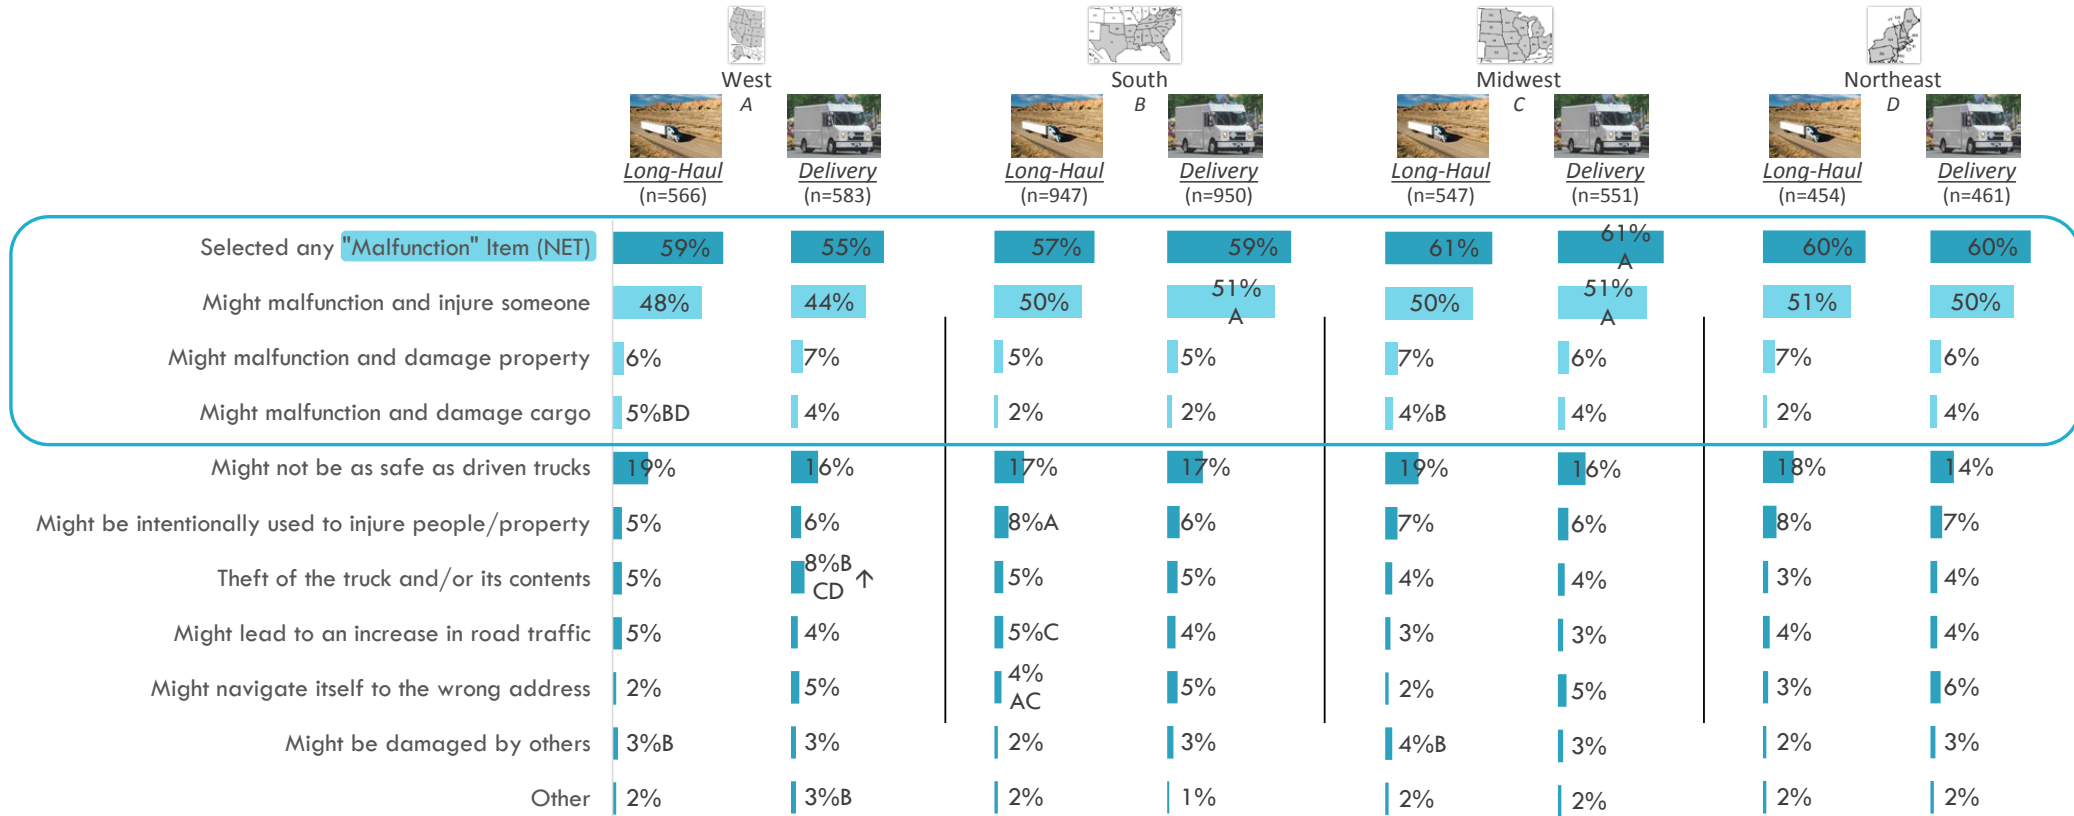 West
South
Midwest
Northeast
A
B
C
D
Long-Haul
Delivery
Long-Haul
Delivery
Long-Haul
Delivery
Long-Haul
Delivery
(n=566)
(n=583)
(n=947)
(n=950)
(n=547)
(n=551)
(n=454)
(n=461)
Selected any "Malfunction" Item (NET)
59%
55%
57%
59%
61%
61%
A
60%
60%
Might malfunction and injure someone
48%
44%
50%
51%
A
50%
51%
A
51%
50%
Might malfunction and damage property
6%
7%
5%
5%
7%
6%
7%
6%
Might malfunction and damage cargo
5%BD
4%
2%
2%
4%B
4%
2%
4%
Might not be as safe as driven trucks
19%
16%
17%
17%
19%
16%
18%
14%
Might be intentionally used to injure people/property
5%
6%
8%A
6%
7%
6%
8%
7%
Theft of the truck and/or its contents
5%
8%B
CD ↑
5%
5%
4%
4%
3%
4%
Might lead to an increase in road traffic
5%
4%
5%C
4%
3%
3%
4%
4%
Might navigate itself to the wrong address
2%
5%
4%
AC
5%
2%
5%
3%
6%
Might be damaged by others
3%B
3%
2%
3%
4%B
3%
2%
3%
Other
2%
3%B
2%
1%
2%
2%
2%
2%